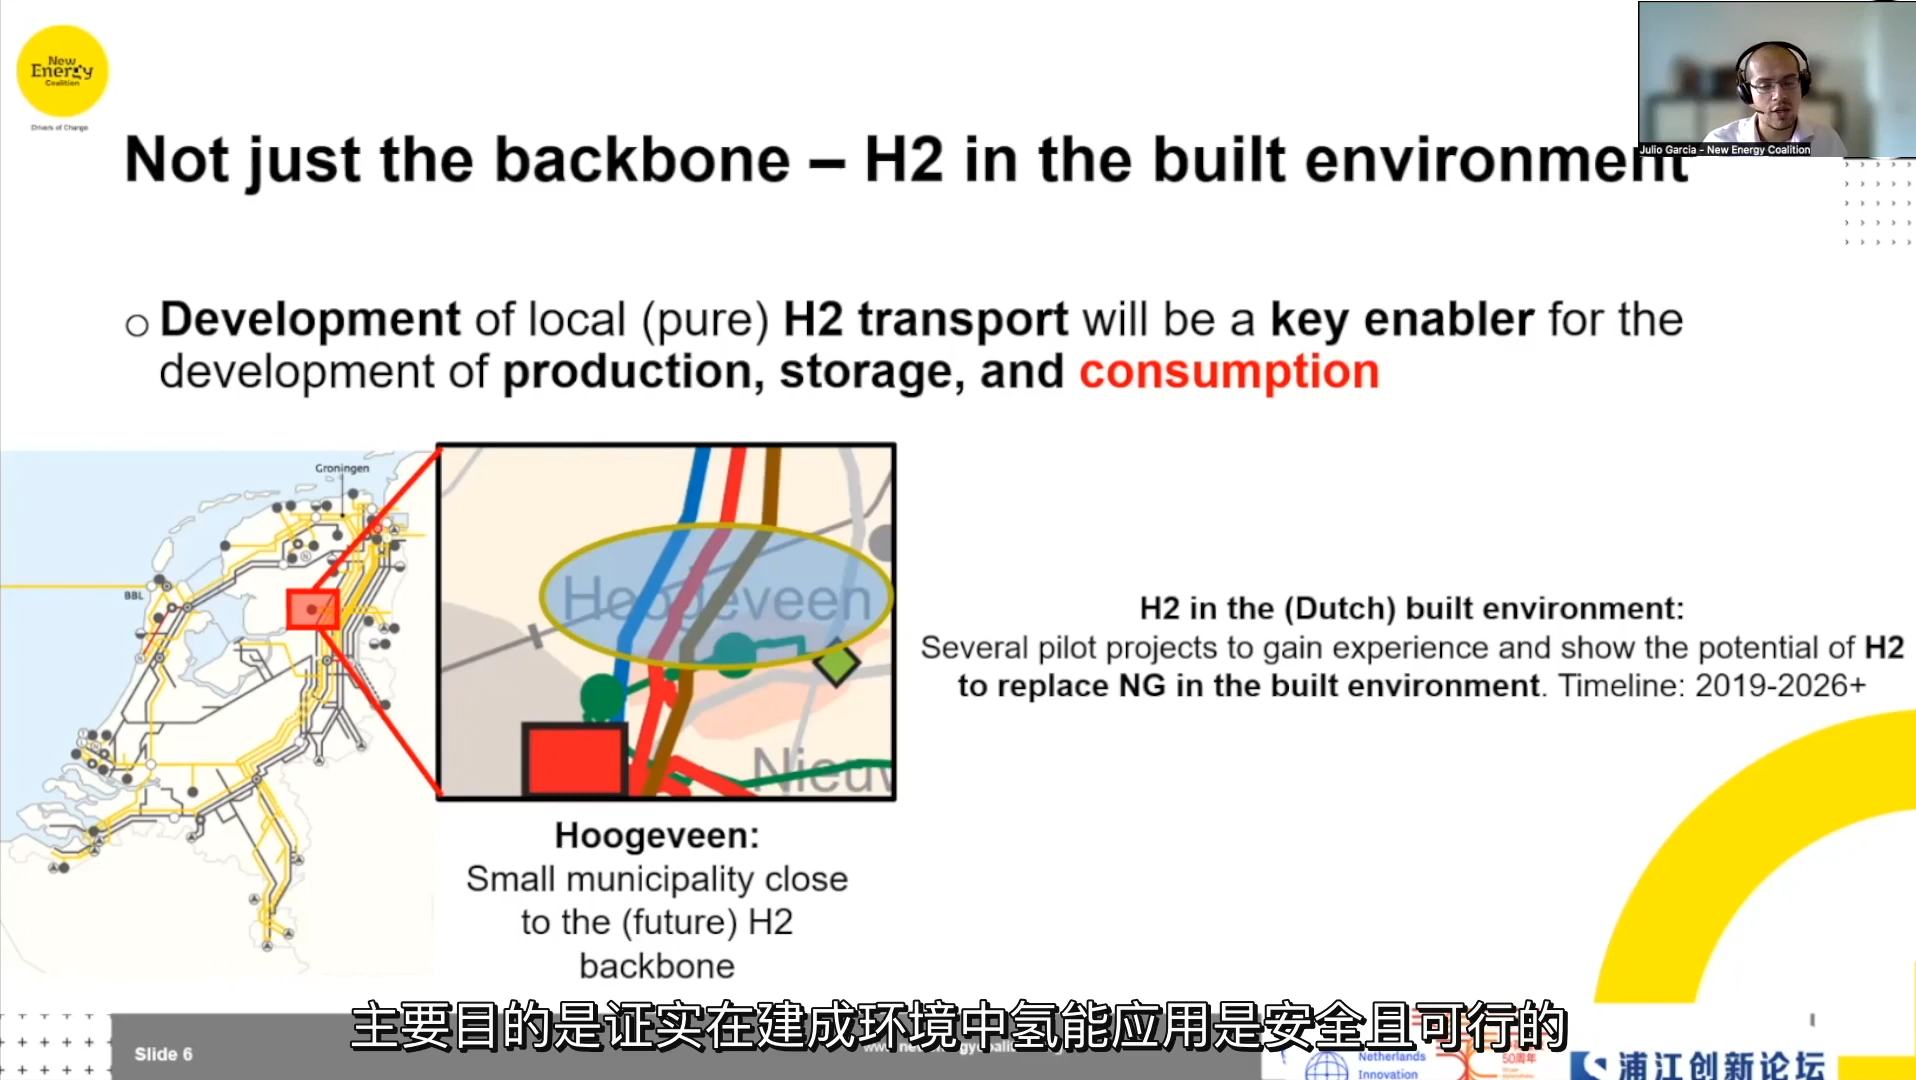 New
Energy
Coalition
Drivers of Change
Julio Garcia - New Energy Coalition
Not just the backbone – H2 in the built environment
Development of local (pure) H2 transport will be a key enabler for the
development of production, storage, and consumption
Groningen
BBL
Hoogeveen
Nieuw
Hoogeveen:
Small municipality close
to the (future) H2
backbone
H2 in the (Dutch) built environment:
Several pilot projects to gain experience and show the potential of H2
to replace NG in the built environment. Timeline: 2019-2026+
主要目的是证实在建成环境中氢能应用是安全且可行的
Slide 6
Netherlands
Innovation
50周年
浦江创新论坛